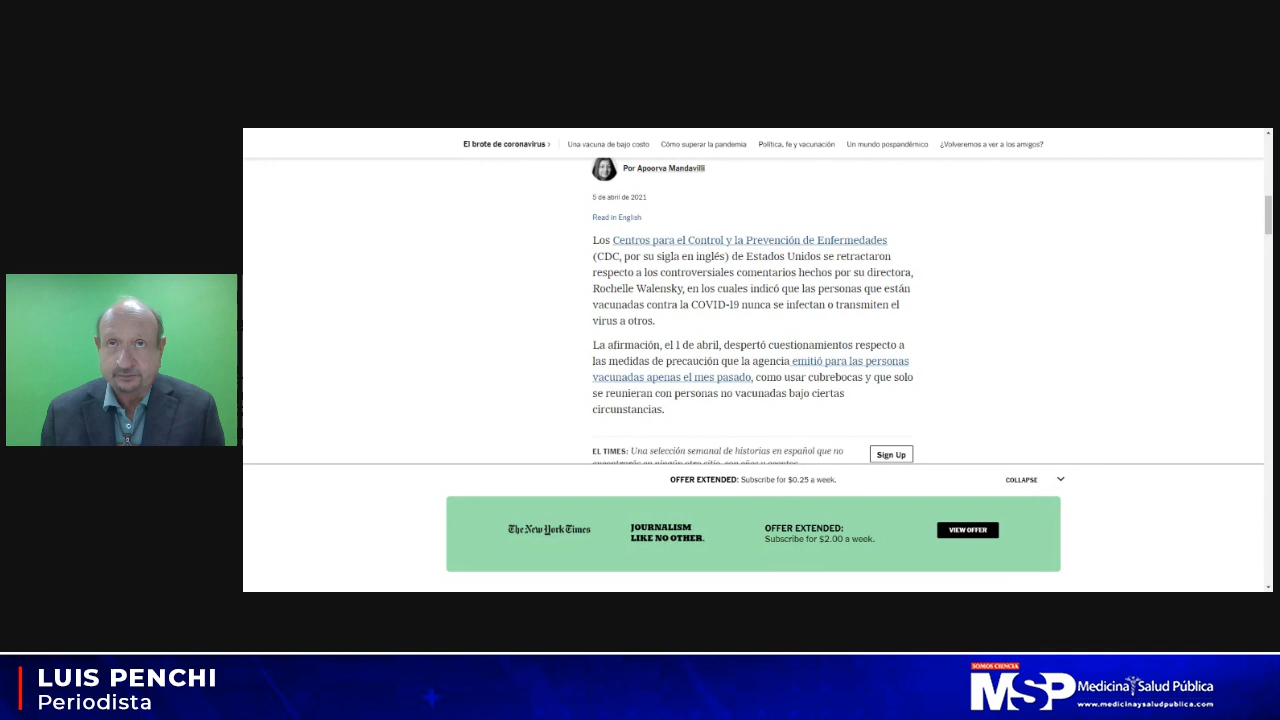 El brote de coronavirus ›
Una vacuna de bajo costo
Cómo superar la pandemia
Política, fe y vacunación
Un mundo pospandémico
¿Volveremos a ver a los amigos?
Por Apoorva Mandavilli
5 de abril de 2021
Read in English
Los Centros para el Control y la Prevención de Enfermedades
(CDC, por su sigla en inglés) de Estados Unidos se retractaron
respecto a los controversiales comentarios hechos por su directora,
Rochelle Walensky, en los cuales indicó que las personas que están
vacunadas contra la COVID-19 nunca se infectan o transmiten el
virus a otros.
La afirmación, el 1 de abril, despertó cuestionamientos respecto a
las medidas de precaución que la agencia emitió para las personas
vacunadas apenas el mes pasado, como usar cubrebocas y que solo
se reunieran con personas no vacunadas bajo ciertas
circunstancias.
EL TIMES: Una selección semanal de historias en español que no
Sign Up
OFFER EXTENDED: Subscribe for $0.25 a week.
COLLAPSE
The New York Times
JOURNALISM
LIKE NO OTHER.
OFFER EXTENDED:
Subscribe for $2.00 a week.
VIEW OFFER
LUIS PENCHI
Periodista
SOMOS CIENCIA
MSP Medicina y Salud Pública
www.medicinaysaludpublica.com